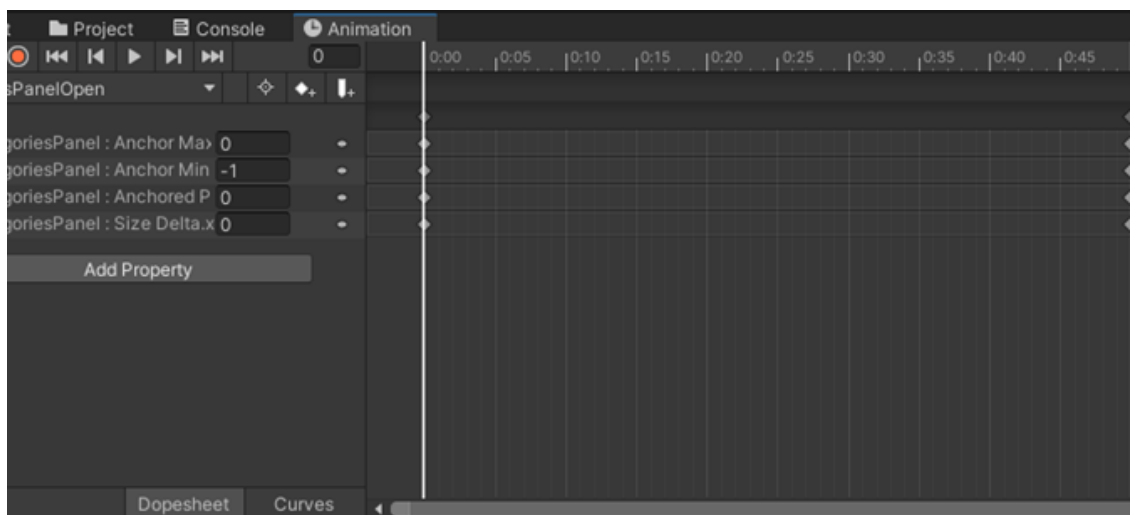 Project Console Animation
0 0:00 0:05 0:10 0:15 0:20 0:25 0:30 0:35 0:40 0:45
sPanelOpen
goriesPanel : Anchor Max 0
goriesPanel : Anchor Min -1
goriesPanel : Anchored P 0
goriesPanel : Size Delta.x 0
Add Property
Dopesheet Curves